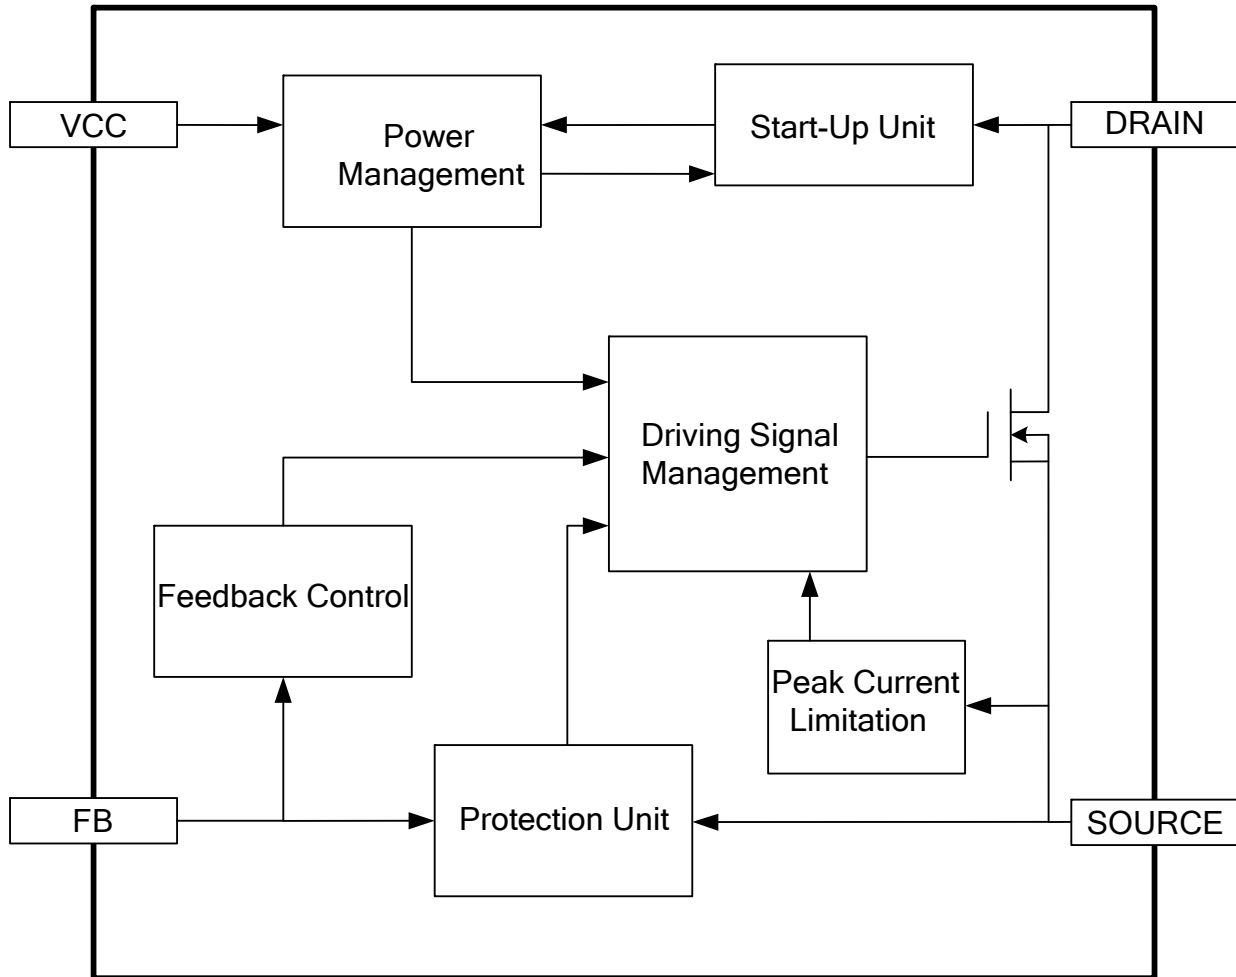 VCC
Power
Management
Start-Up Unit
DRAIN
Driving Signal
Management
Feedback Control
Peak Current
Limitation
FB
Protection Unit
SOURCE